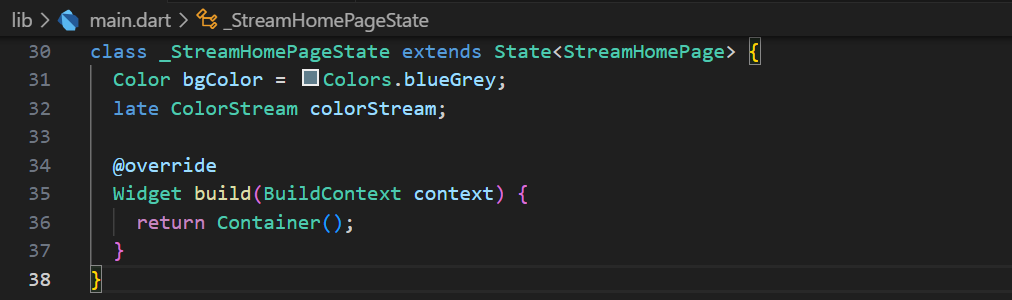 lib > main.dart > _StreamHomePageState
30 class _StreamHomePageState extends State<StreamHomePage> {
31   Color bgColor = Colors.blueGrey;
32   late ColorStream colorStream;
33
34   @override
35   Widget build(BuildContext context) {
36     return Container();
37   }
38 }